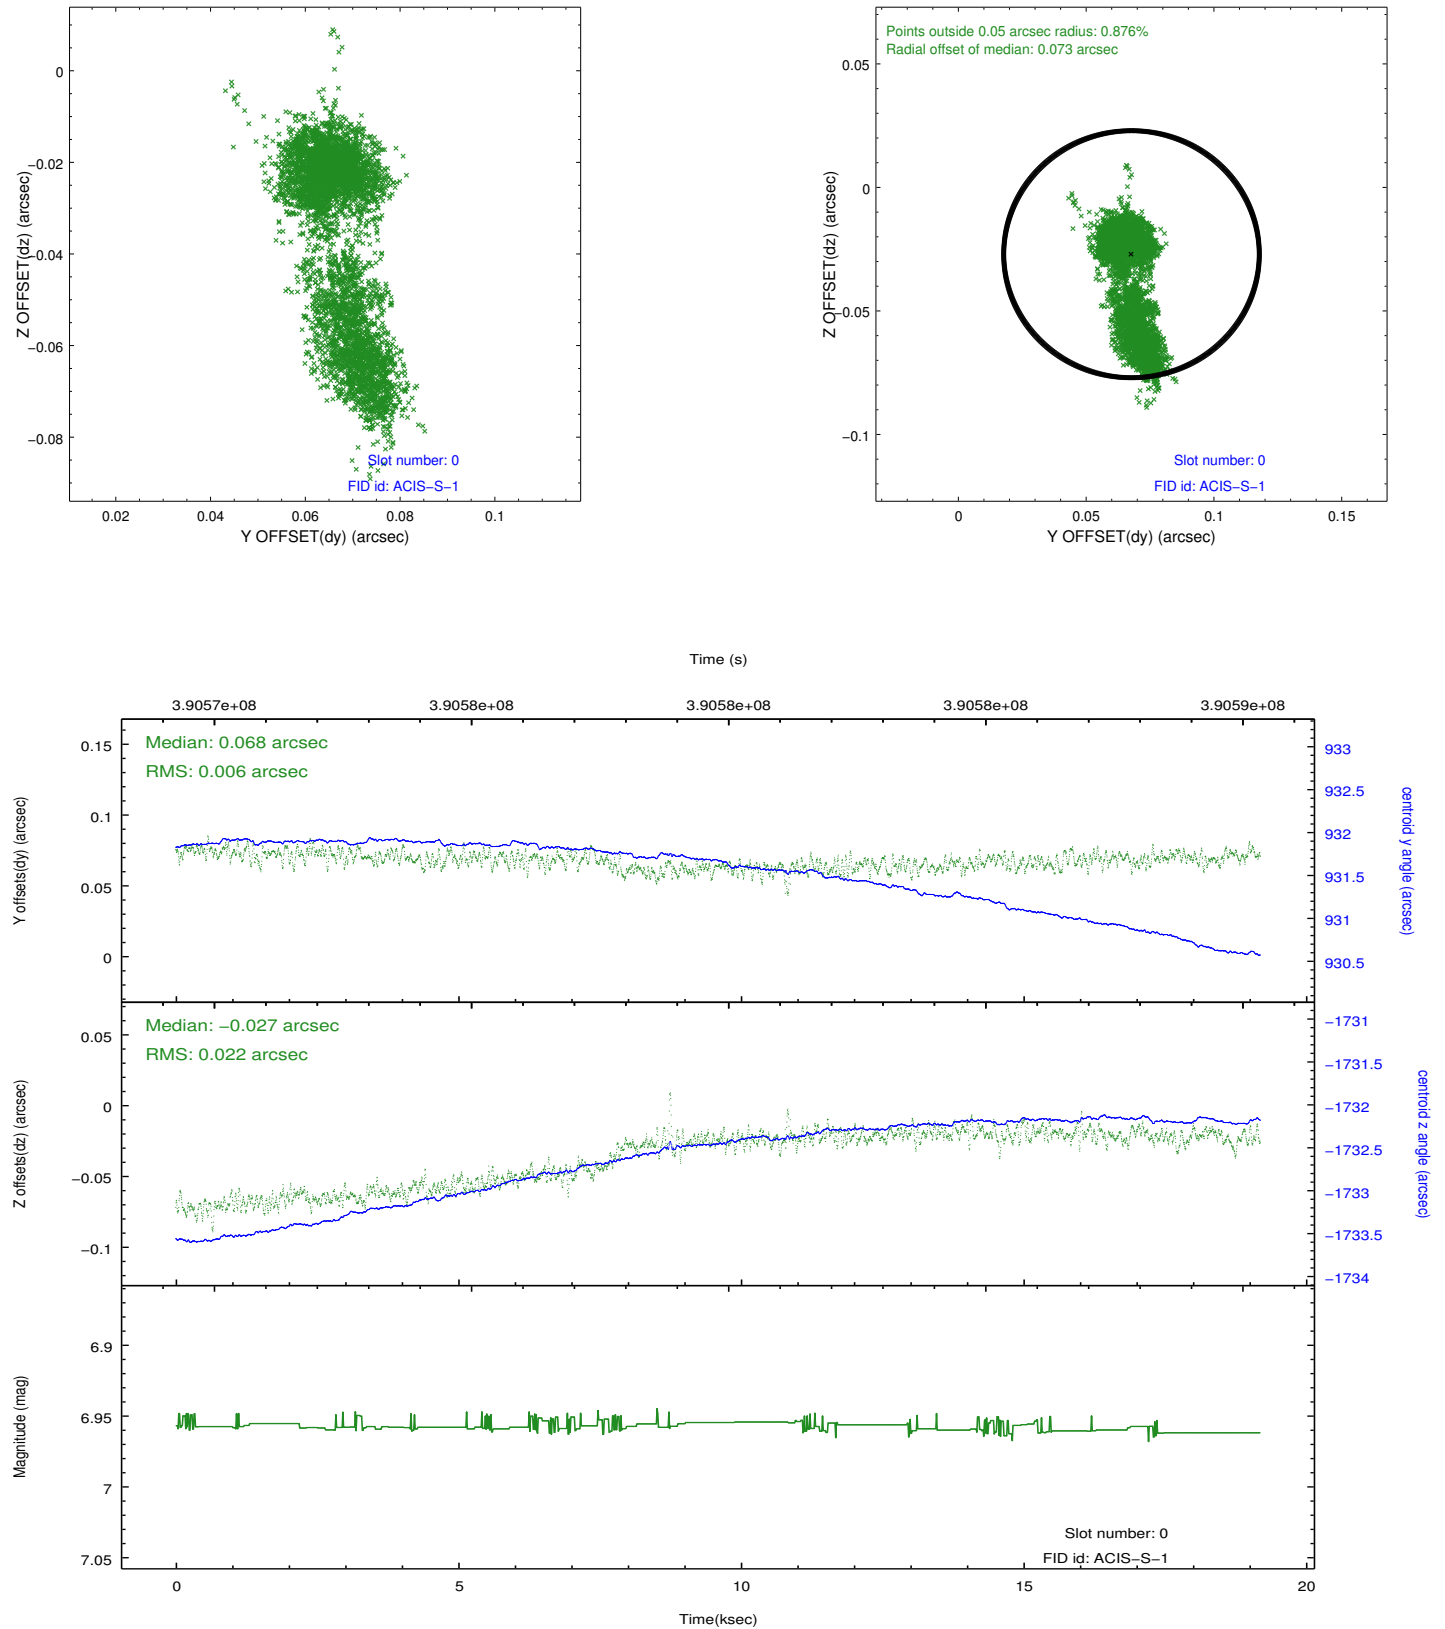 0
−0.02
−0.04
−0.06
−0.08
Z OFFSET(dz) (arcsec)
Slot number: 0
FID id: ACIS−S−1
0.02
0.04
0.06
0.08
0.1
Y OFFSET(dy) (arcsec)
Points outside 0.05 arcsec radius: 0.876%
Radial offset of median: 0.073 arcsec
0.05
0
−0.05
−0.1
Z OFFSET(dz) (arcsec)
Slot number: 0
FID id: ACIS−S−1
0
0.05
0.1
0.15
Y OFFSET(dy) (arcsec)
Time (s)
3.9057e+08
3.9058e+08
3.9058e+08
3.9058e+08
3.9059e+08
Median: 0.068 arcsec
RMS: 0.006 arcsec
0.15
0.1
0.05
0
Y offsets(dy) (arcsec)
933
932.5
932
931.5
931
930.5
centroid y angle (arcsec)
Median: −0.027 arcsec
RMS: 0.022 arcsec
0.05
0
−0.05
−0.1
Z offsets(dz) (arcsec)
−1731
−1731.5
−1732
−1732.5
−1733
−1733.5
−1734
centroid z angle (arcsec)
6.9
6.95
7
7.05
Magnitude (mag)
Slot number: 0
FID id: ACIS−S−1
0
5
10
15
20
Time(ksec)